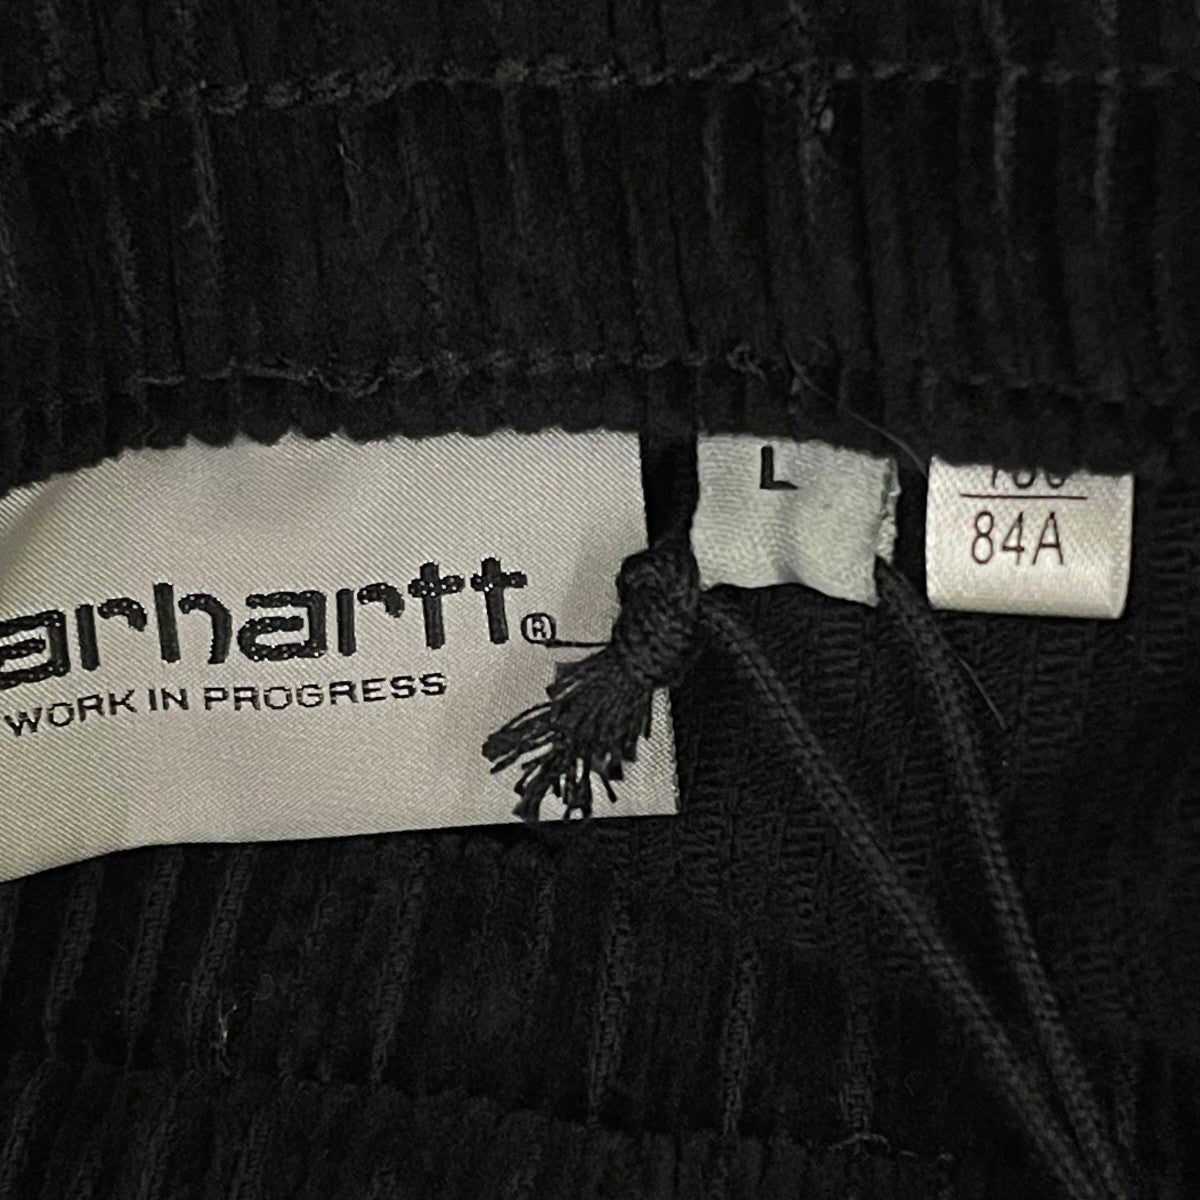 arhartt®
WORK IN PROGRESS
L
84A